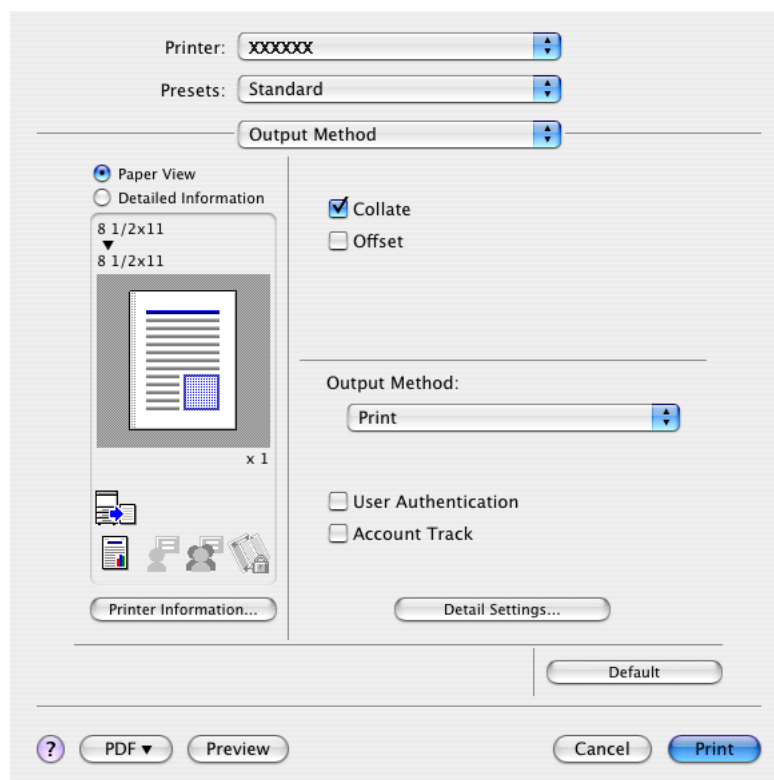 Printer: XXXXXX
Presets: Standard
Output Method
Paper View
Detailed Information
8 1/2x11
8 1/2x11
x 1
Printer Information...
Collate
Offset
Output Method:
Print
User Authentication
Account Track
Detail Settings...
Default
? PDF▼ Preview Cancel Print